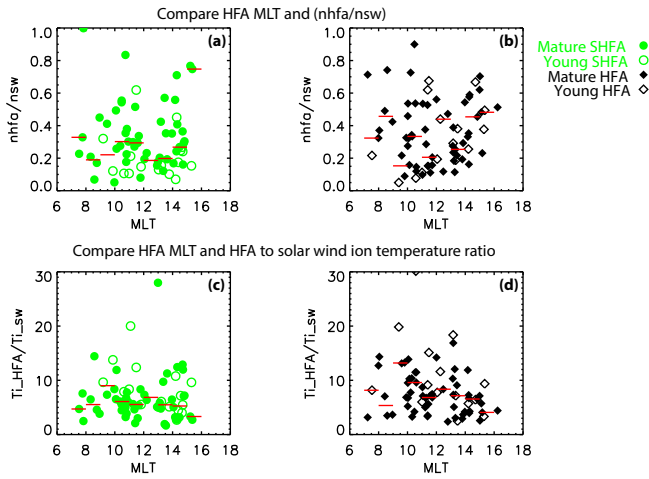 Compare HFA MLT and (nhfa/nsw)
(a)
(b)
1.0
0.8
0.6
0.4
0.2
0.0
nhfa/nsw
6 8 10 12 14 16 18
MLT
1.0
0.8
0.6
0.4
0.2
0.0
nhfa/nsw
6 8 10 12 14 16 18
MLT
Mature SHFA
Young SHFA
Mature HFA
Young HFA
Compare HFA MLT and HFA to solar wind ion temperature ratio
(c)
(d)
30
20
10
0
Ti_HFA/Ti_sw
6 8 10 12 14 16 18
MLT
30
20
10
0
Ti_HFA/Ti_sw
6 8 10 12 14 16 18
MLT